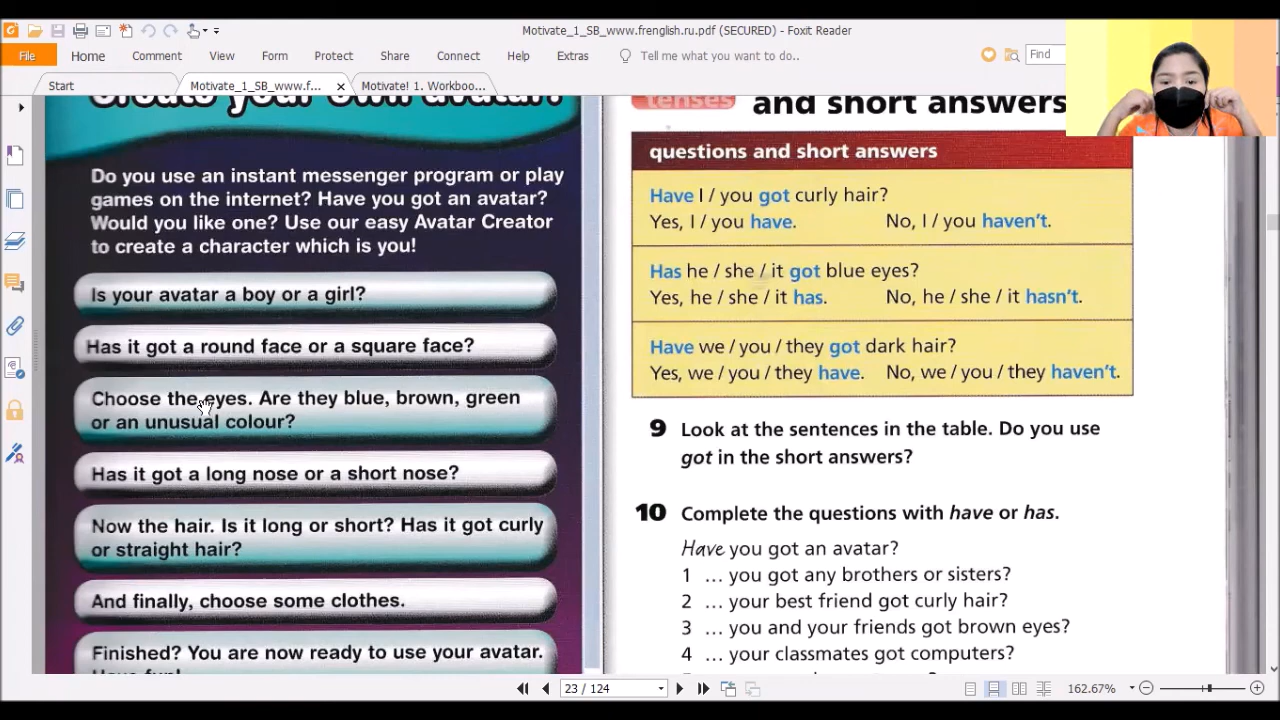 Motivate_1_SB_www.frenglish.ru.pdf (SECURED) - Foxit Reader
File Home Comment View Form Protect Share Connect Help Extras Tell me what you want to do.. Find
Start Motivate_1_SB_www.f... Motivate! 1. Workboo...
Create your own avatar!
Do you use an instant messenger program or play
games on the internet? Have you got an avatar?
Would you like one? Use our easy Avatar Creator
to create a character which is you!
Is your avatar a boy or a girl?
Has it got a round face or a square face?
Choose the eyes. Are they blue, brown, green
or an unusual colour?
Has it got a long nose or a short nose?
Now the hair. Is it long or short? Has it got curly
or straight hair?
And finally, choose some clothes.
Finished? You are now ready to use your avatar.
tenses and short answers
questions and short answers
Have I / you got curly hair?
Yes, I / you have. No, I / you haven't.
Has he / she / it got blue eyes?
Yes, he / she / it has. No, he / she / it hasn't.
Have we / you / they got dark hair?
Yes, we / you / they have. No, we / you / they haven't.
9 Look at the sentences in the table. Do you use
got in the short answers?
10 Complete the questions with have or has.
Have you got an avatar?
1 ... you got any brothers or sisters?
2 ... your best friend got curly hair?
3 ... you and your friends got brown eyes?
4 ... your classmates got computers?
23 / 124
162.67%